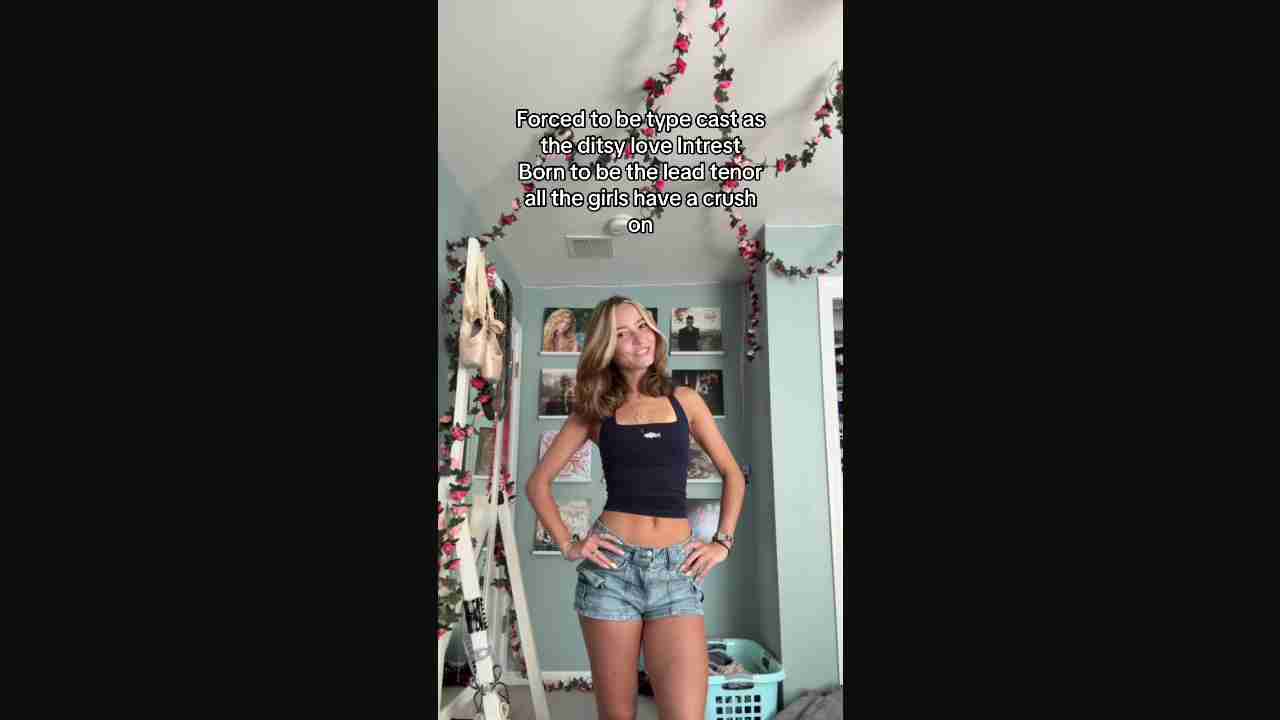 Forced to be type cast as
the ditsy love Intrest
Born to be the lead tenor
all the girls have a crush
on